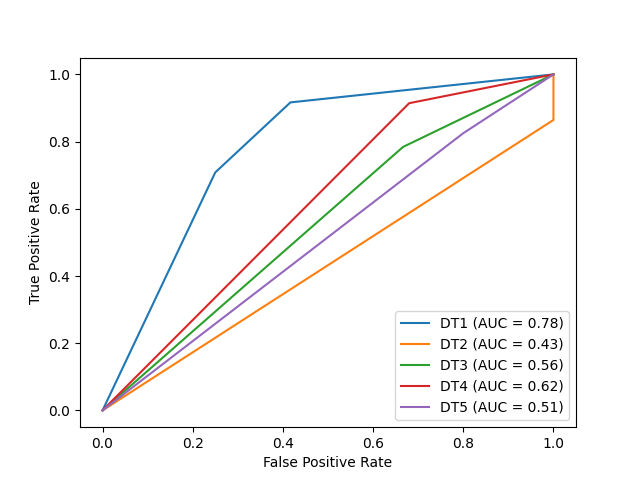 True Positive Rate
1.0
0.8
0.6
0.4
0.2
0.0
DT1 (AUC = 0.78)
DT2 (AUC = 0.43)
DT3 (AUC = 0.56)
DT4 (AUC = 0.62)
DT5 (AUC = 0.51)
0.0 0.2 0.4 0.6 0.8 1.0
False Positive Rate